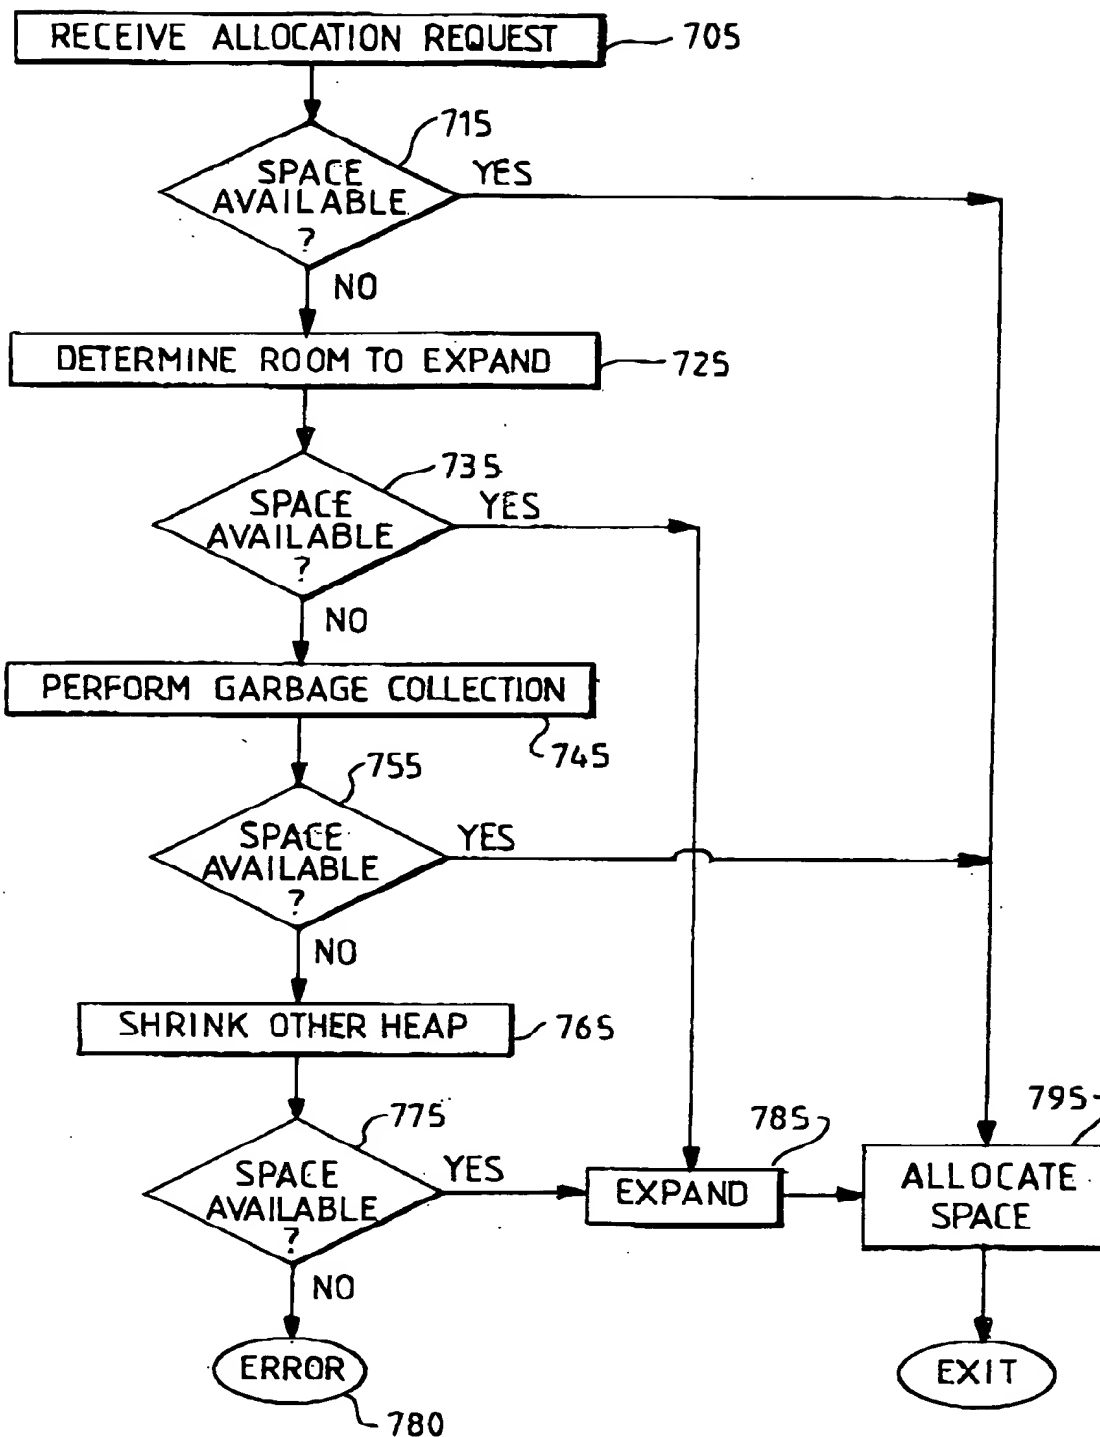 RECEIVE ALLOCATION REQUEST
705
715
SPACE
AVAILABLE
?
YES
NO
DETERMINE ROOM TO EXPAND
725
735
SPACE
AVAILABLE
?
YES
NO
PERFORM GARBAGE COLLECTION
745
755
SPACE
AVAILABLE
?
YES
NO
SHRINK OTHER HEAP
765
775
SPACE
AVAILABLE
?
YES
NO
785
EXPAND
795
ALLOCATE
SPACE
ERROR
780
EXIT